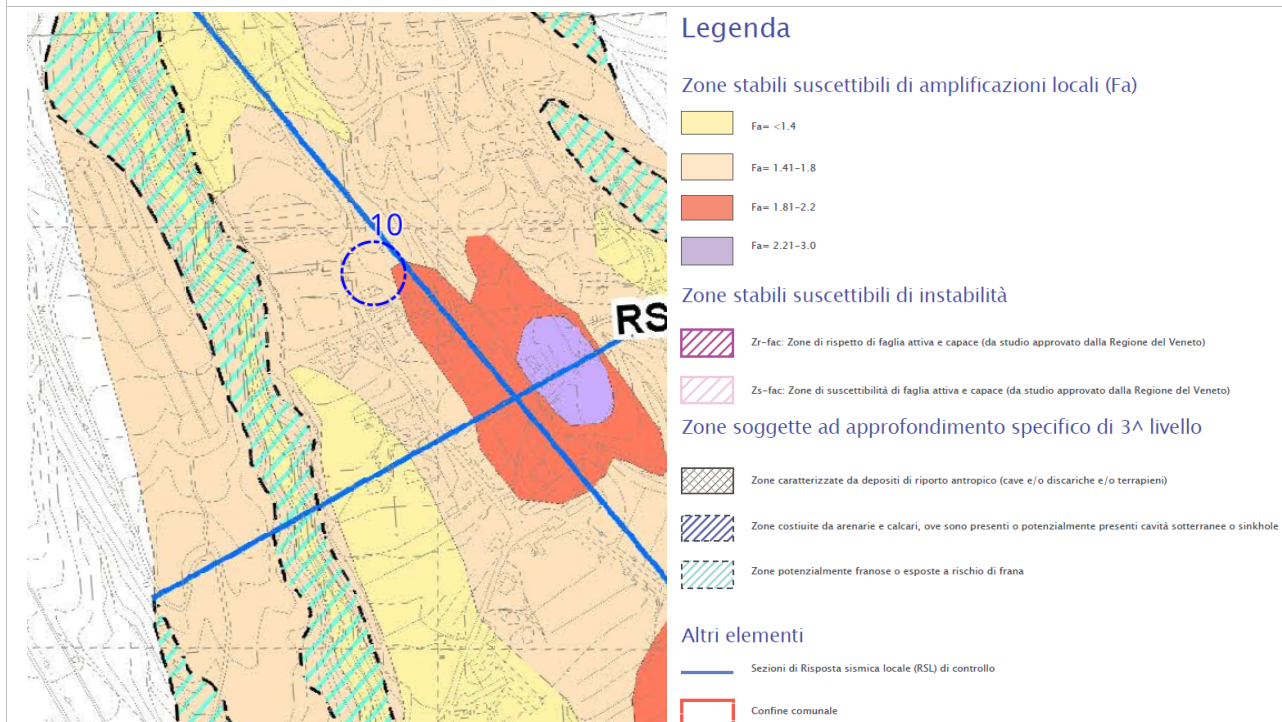 10
RS
Legenda
Zone stabili suscettibili di amplificazioni locali (Fa)
Fa= <1.4
Fa= 1.41-1.8
Fa= 1.81-2.2
Fa= 2.21-3.0
Zone stabili suscettibili di instabilità
Zr-fac: Zone di rispetto di faglia attiva e capace (da studio approvato dalla Regione del Veneto)
Zs-fac: Zone di suscettibilità di faglia attiva e capace (da studio approvato dalla Regione del Veneto)
Zone soggette ad approfondimento specifico di 3^ livello
Zone caratterizzate da depositi di riporto antropico (cave e/o discariche e/o terrapieni)
Zone costiuite da arenarie e calcari, ove sono presenti o potenzialmente presenti cavità sotterranee o sinkhole
Zone potenzialmente franose o esposte a rischio di frana
Altri elementi
Sezioni di Risposta sismica locale (RSL) di controllo
Confine comunale